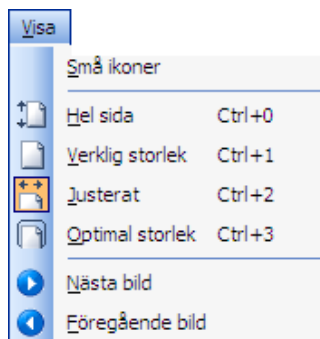 Visa
Små ikoner
Hel sida Ctrl+0
Verklig storlek Ctrl+1
Justerat Ctrl+2
Optimal storlek Ctrl+3
Nästa bild
Föregående bild